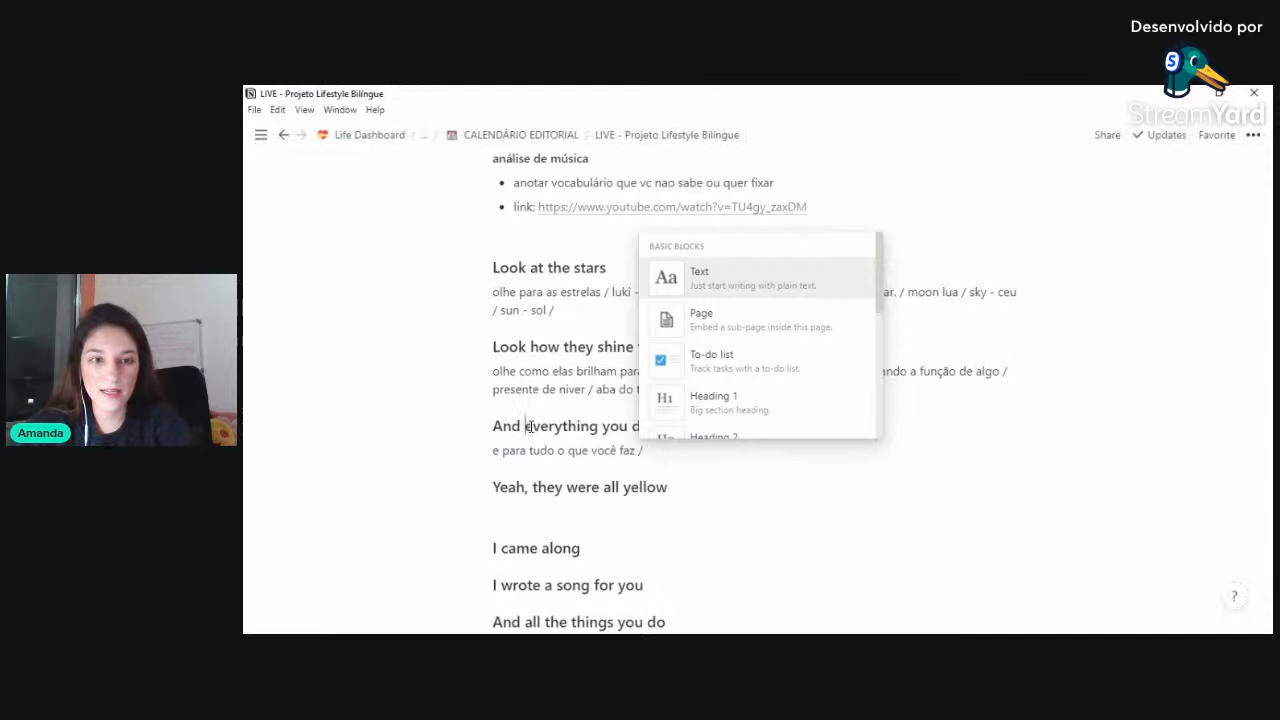 Desenvolvido por
S
StreamYard
LIVE - Projeto Lifestyle Bilíngue
File Edit View Window Help
Life Dashboard / ... / CALENDÁRIO EDITORIAL / LIVE - Projeto Lifestyle Bilíngue
Share Updates Favorite •••
análise de música
• anotar vocabulário que vc nao sabe ou quer fixar
• link: https://www.youtube.com/watch?v=TU4gy_zaxDM
BASIC BLOCKS
Look at the stars
Aa Text
Just start writing with plain text.
olhe para as estrelas / luki - ar. / moon lua / sky - ceu
/ sun - sol /
Page
Embed a sub-page inside this page.
Look how they shine
To-do list
Track tasks with a to-do list.
olhe como elas brilham para ando a função de algo /
presente de niver / aba do
H1 Heading 1
Big section heading.
And everything you d
Heading 2
e para tudo o que você faz /
Amanda
Yeah, they were all yellow
I came along
I wrote a song for you
?
And all the things you do